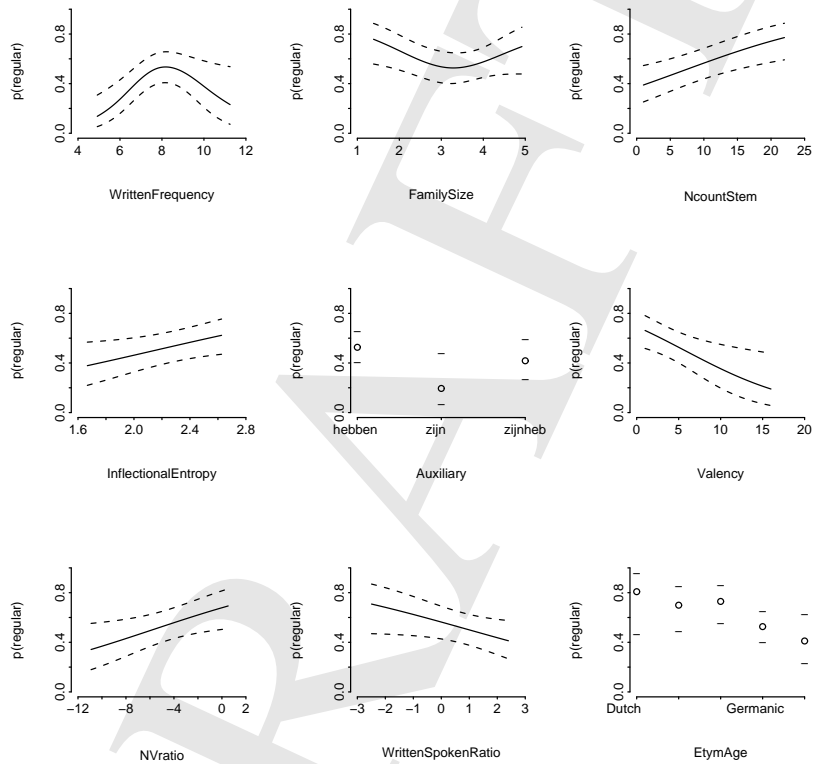 p(regular)
0.0 0.4 0.8
4 6 8 10 12
WrittenFrequency
p(regular)
0.0 0.4 0.8
1 2 3 4 5
FamilySize
p(regular)
0.0 0.4 0.8
0 5 10 15 20 25
NcountStem
p(regular)
0.0 0.4 0.8
1.6 2.0 2.4 2.8
InflectionalEntropy
p(regular)
0.0 0.4 0.8
hebben zijn zijnheb
Auxiliary
p(regular)
0.0 0.4 0.8
0 5 10 15 20
Valency
p(regular)
0.0 0.4 0.8
−12 −8 −4 0 2
NVratio
p(regular)
0.0 0.4 0.8
−3 −2 −1 0 1 2 3
WrittenSpokenRatio
p(regular)
0.0 0.4 0.8
Dutch Germanic
EtymAge